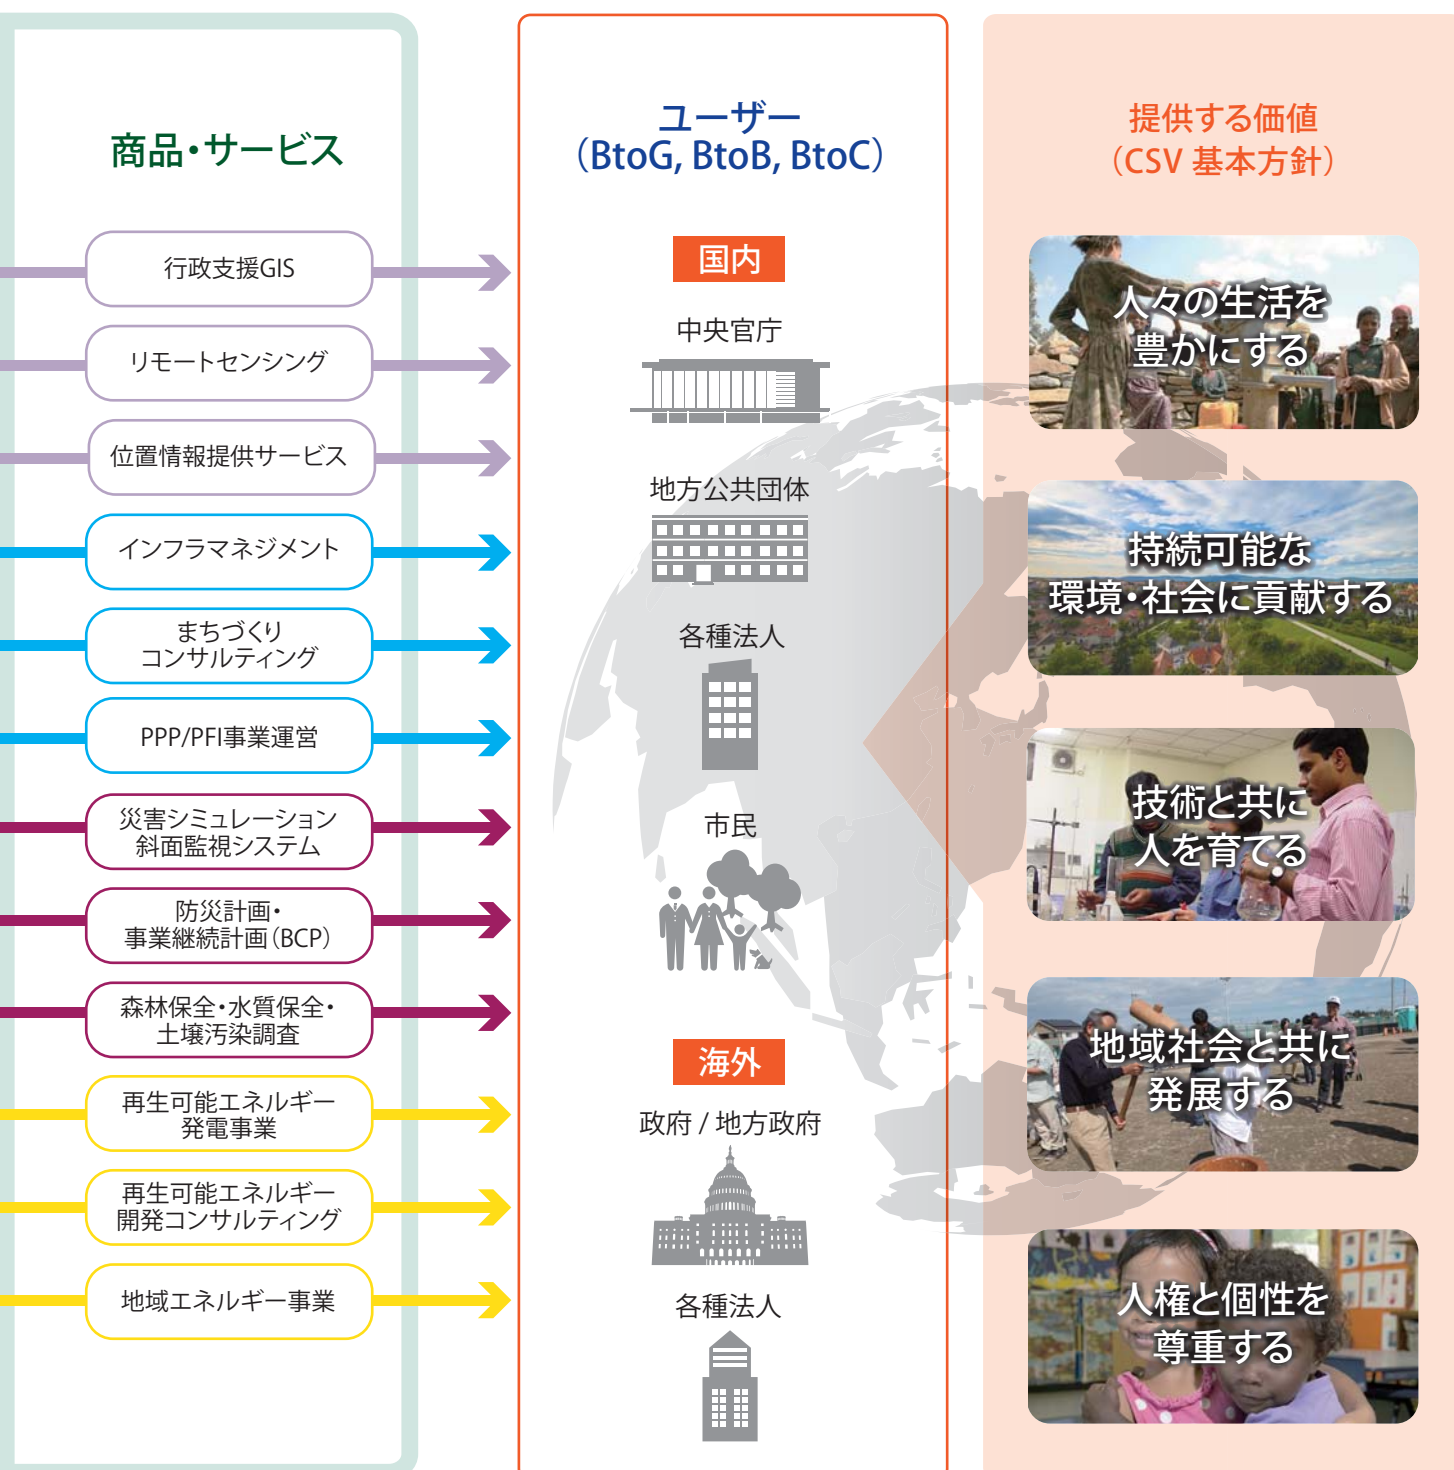 商品・サービス
行政支援GIS
リモートセンシング
位置情報提供サービス
インフラマネジメント
まちづくり
コンサルティング
PPP/PFI事業運営
災害シミュレーション
斜面監視システム
防災計画・
事業継続計画（BCP）
森林保全・水質保全・
土壌汚染調査
再生可能エネルギー
発電事業
再生可能エネルギー
開発コンサルティング
地域エネルギー事業
ユーザー
（BtoG, BtoB, BtoC）
国内
中央官庁
地方公共団体
各種法人
市民
海外
政府 / 地方政府
各種法人
提供する価値
（CSV 基本方針）
人々の生活を
豊かにする
持続可能な
環境・社会に貢献する
技術と共に
人を育てる
地域社会と共に
発展する
人権と個性を
尊重する